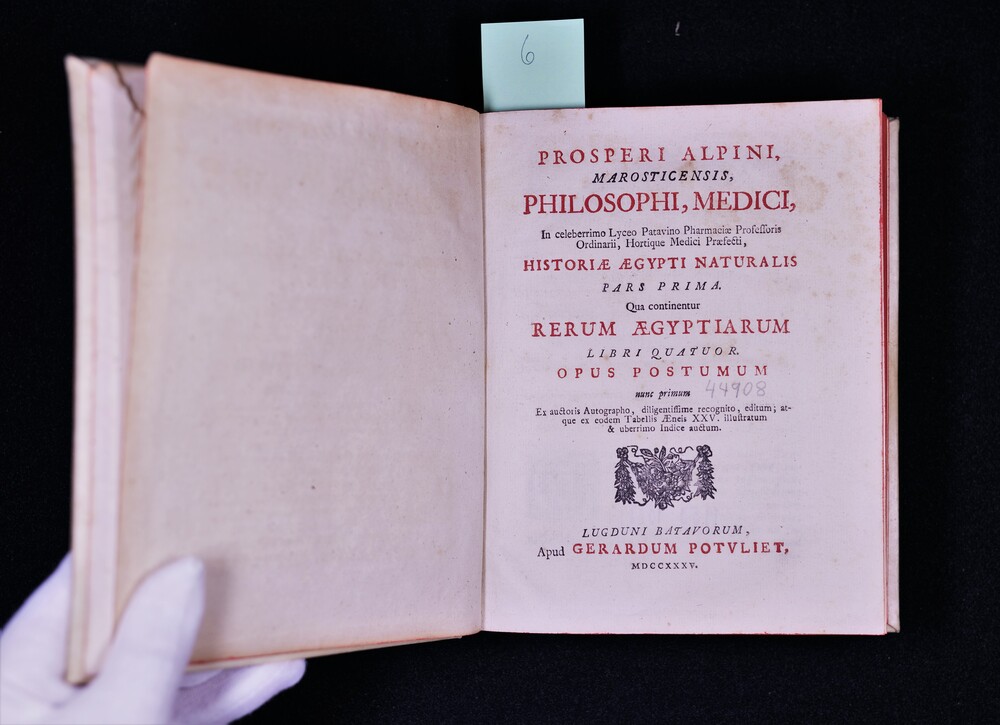 6
PROSPERI ALPINI,
MAROSTICENSIS,
PHILOSOPHI, MEDICI,
In celeberrimo Lyceo Patavino Pharmaciæ Profeſſoris
Ordinarii, Hortique Medici Præfecti,
HISTORIÆ ÆGYPTI NATURALIS
PARS PRIMA.
Qua continentur
RERUM ÆGYPTIARUM
LIBRI QUATUOR.
OPUS POSTUMUM
nunc primum 44908
Ex auctoris Autographo, diligentiſſime recognito, editum; at-
que ex eodem Tabellis Æneis XXV. illuſtratum
& uberrimo Indice auctum.
LUGDUNI BATAVORUM,
Apud GERARDUM POTVLIET,
MDCCXXXV.